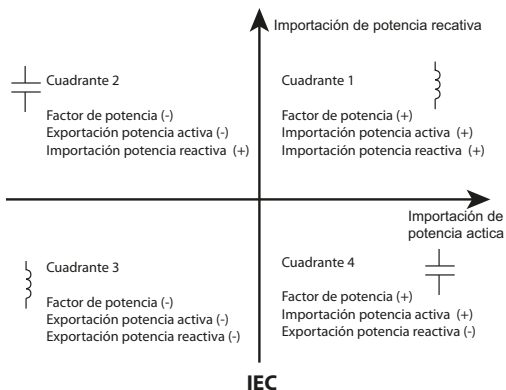 Importación de potencia recativa
Cuadrante 2
Factor de potencia (-)
Exportación potencia activa (-)
Importación potencia reactiva (+)
Cuadrante 1
Factor de potencia (+)
Importación potencia activa (+)
Importación potencia reactiva (+)
Importación de
potencia actica
Cuadrante 3
Factor de potencia (-)
Exportación potencia activa (-)
Exportación potencia reactiva (-)
Cuadrante 4
Factor de potencia (+)
Importación potencia activa (+)
Exportación potencia reactiva (-)
IEC